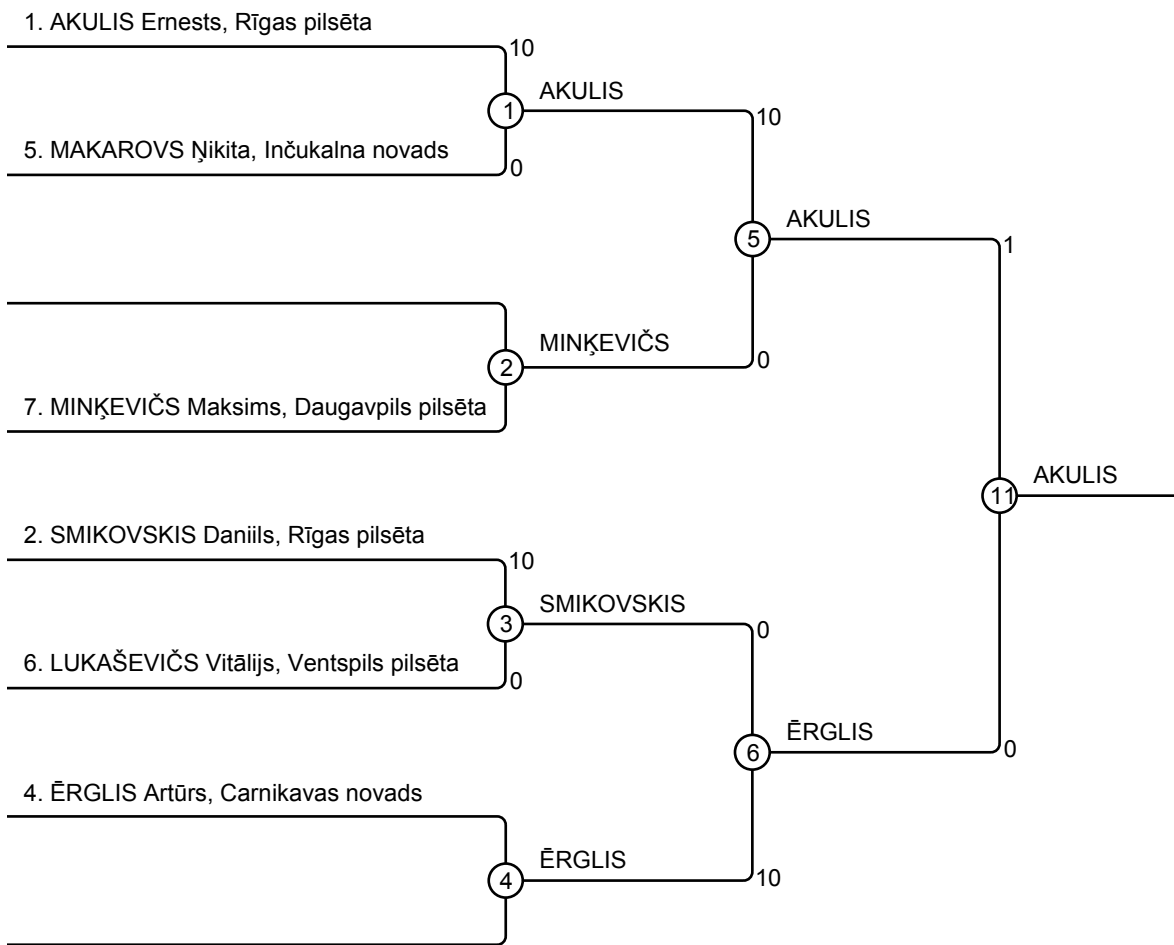 1. AKULIS Ernests, Rīgas pilsēta
10
1
AKULIS
10
5. MAKAROVS Ņikita, Inčukalna novads
0
AKULIS
5
1
MINĶEVIČS
2
0
7. MINĶEVIČS Maksims, Daugavpils pilsēta
AKULIS
11
2. SMIKOVSKIS Daniils, Rīgas pilsēta
10
SMIKOVSKIS
3
0
6. LUKAŠEVIČS Vitālijs, Ventspils pilsēta
0
ĒRGLIS
6
0
4. ĒRGLIS Artūrs, Carnikavas novads
ĒRGLIS
4
10